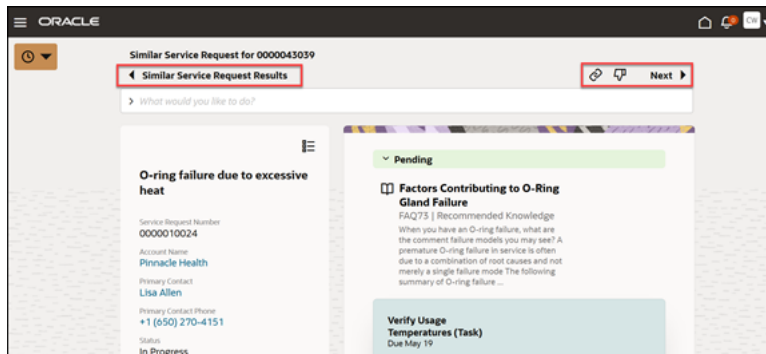 ORACLE
CW
Similar Service Request for 0000043039
Similar Service Request Results
Next
What would you like to do?
O-ring failure due to excessive
heat
Service Request Number
0000010024
Account Name
Pinnacle Health
Primary Contact
Lisa Allen
Primary Contact Phone
+1 (650) 270-4151
Status
In Progress
Pending
Factors Contributing to O-Ring
Gland Failure
FAQ73 | Recommended Knowledge
When you have an O-ring failure, what are
the comment failure models you may see? A
premature O-ring failure in service is often
due to a combination of root causes and not
merely a single failure mode The following
summary of O-ring failure ...
Verify Usage
Temperatures (Task)
Due May 19